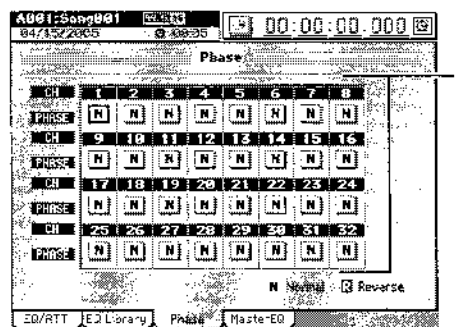 A001:Song001
04/15/2005 00:00:00.000
Phase
CH 1 2 3 4 5 6 7 8
PHASE N N N N N N N N
CH 9 10 11 12 13 14 15 16
PHASE N N N N N N N N
CH 17 18 19 20 21 22 23 24
PHASE N N N N N N N N
CH 25 26 27 28 29 30 31 32
PHASE N N N N N N N N
N Normal R Reverse
EQ/ATT EQ Library Phase Master-EQ